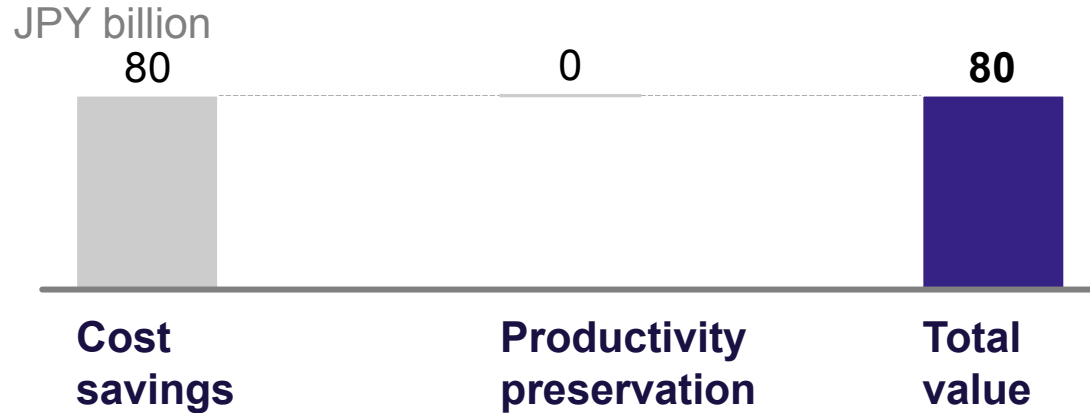 JPY billion
80
0
80
Cost
savings
Productivity
preservation
Total
value